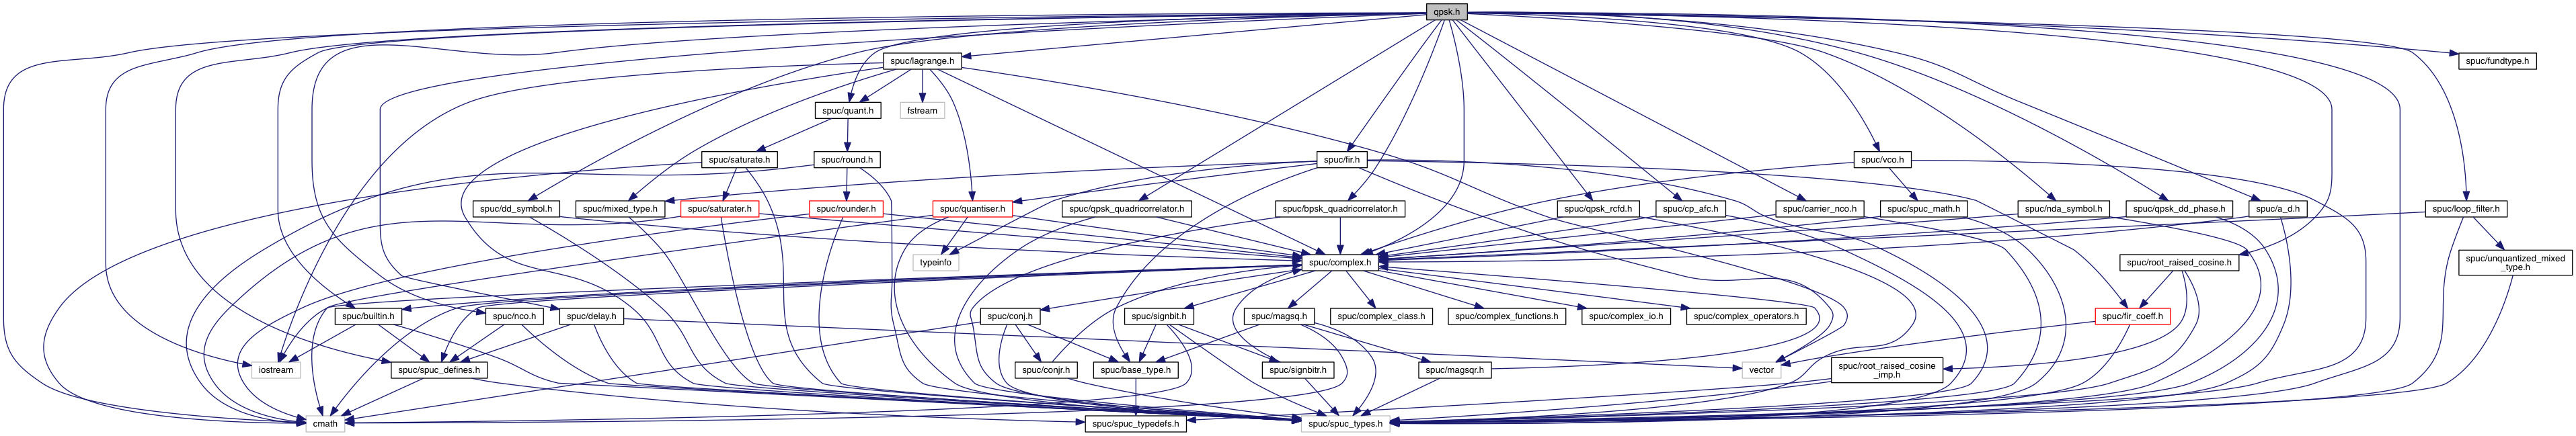 qpsk.h
spuc/lagrange.h
spuc/fundtype.h
spuc/quant.h
fstream
spuc/saturate.h
spuc/round.h
spuc/fir.h
spuc/vco.h
spuc/dd_symbol.h
spuc/mixed_type.h
spuc/saturater.h
spuc/rounder.h
spuc/quantiser.h
spuc/qpsk_quadricorrelator.h
spuc/bpsk_quadricorrelator.h
spuc/qpsk_rcfd.h
spuc/cp_afc.h
spuc/carrier_nco.h
spuc/spuc_math.h
spuc/nda_symbol.h
spuc/qpsk_dd_phase.h
spuc/a_d.h
spuc/loop_filter.h
typeinfo
spuc/complex.h
spuc/root_raised_cosine.h
spuc/unquantized_mixed
_type.h
spuc/builtin.h
spuc/nco.h
spuc/delay.h
spuc/conj.h
spuc/signbit.h
spuc/magsq.h
spuc/complex_class.h
spuc/complex_functions.h
spuc/complex_io.h
spuc/complex_operators.h
spuc/fir_coeff.h
iostream
spuc/spuc_defines.h
spuc/conjr.h
spuc/base_type.h
spuc/signbitr.h
spuc/magsqr.h
vector
spuc/root_raised_cosine
_imp.h
cmath
spuc/spuc_typedefs.h
spuc/spuc_types.h